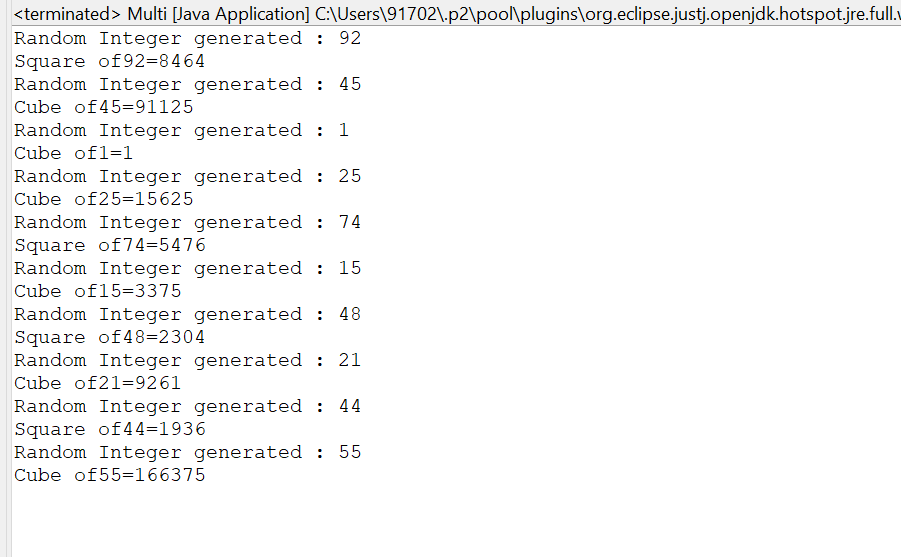 <terminated> Multi [Java Application] C:\Users\91702\.p2\pool\plugins\org.eclipse.justj.openjdk.hotspot.jre.full.
Random Integer generated : 92
Square of92=8464
Random Integer generated : 45
Cube of45=91125
Random Integer generated : 1
Cube of1=1
Random Integer generated : 25
Cube of25=15625
Random Integer generated : 74
Square of74=5476
Random Integer generated : 15
Cube of15=3375
Random Integer generated : 48
Square of48=2304
Random Integer generated : 21
Cube of21=9261
Random Integer generated : 44
Square of44=1936
Random Integer generated : 55
Cube of55=166375